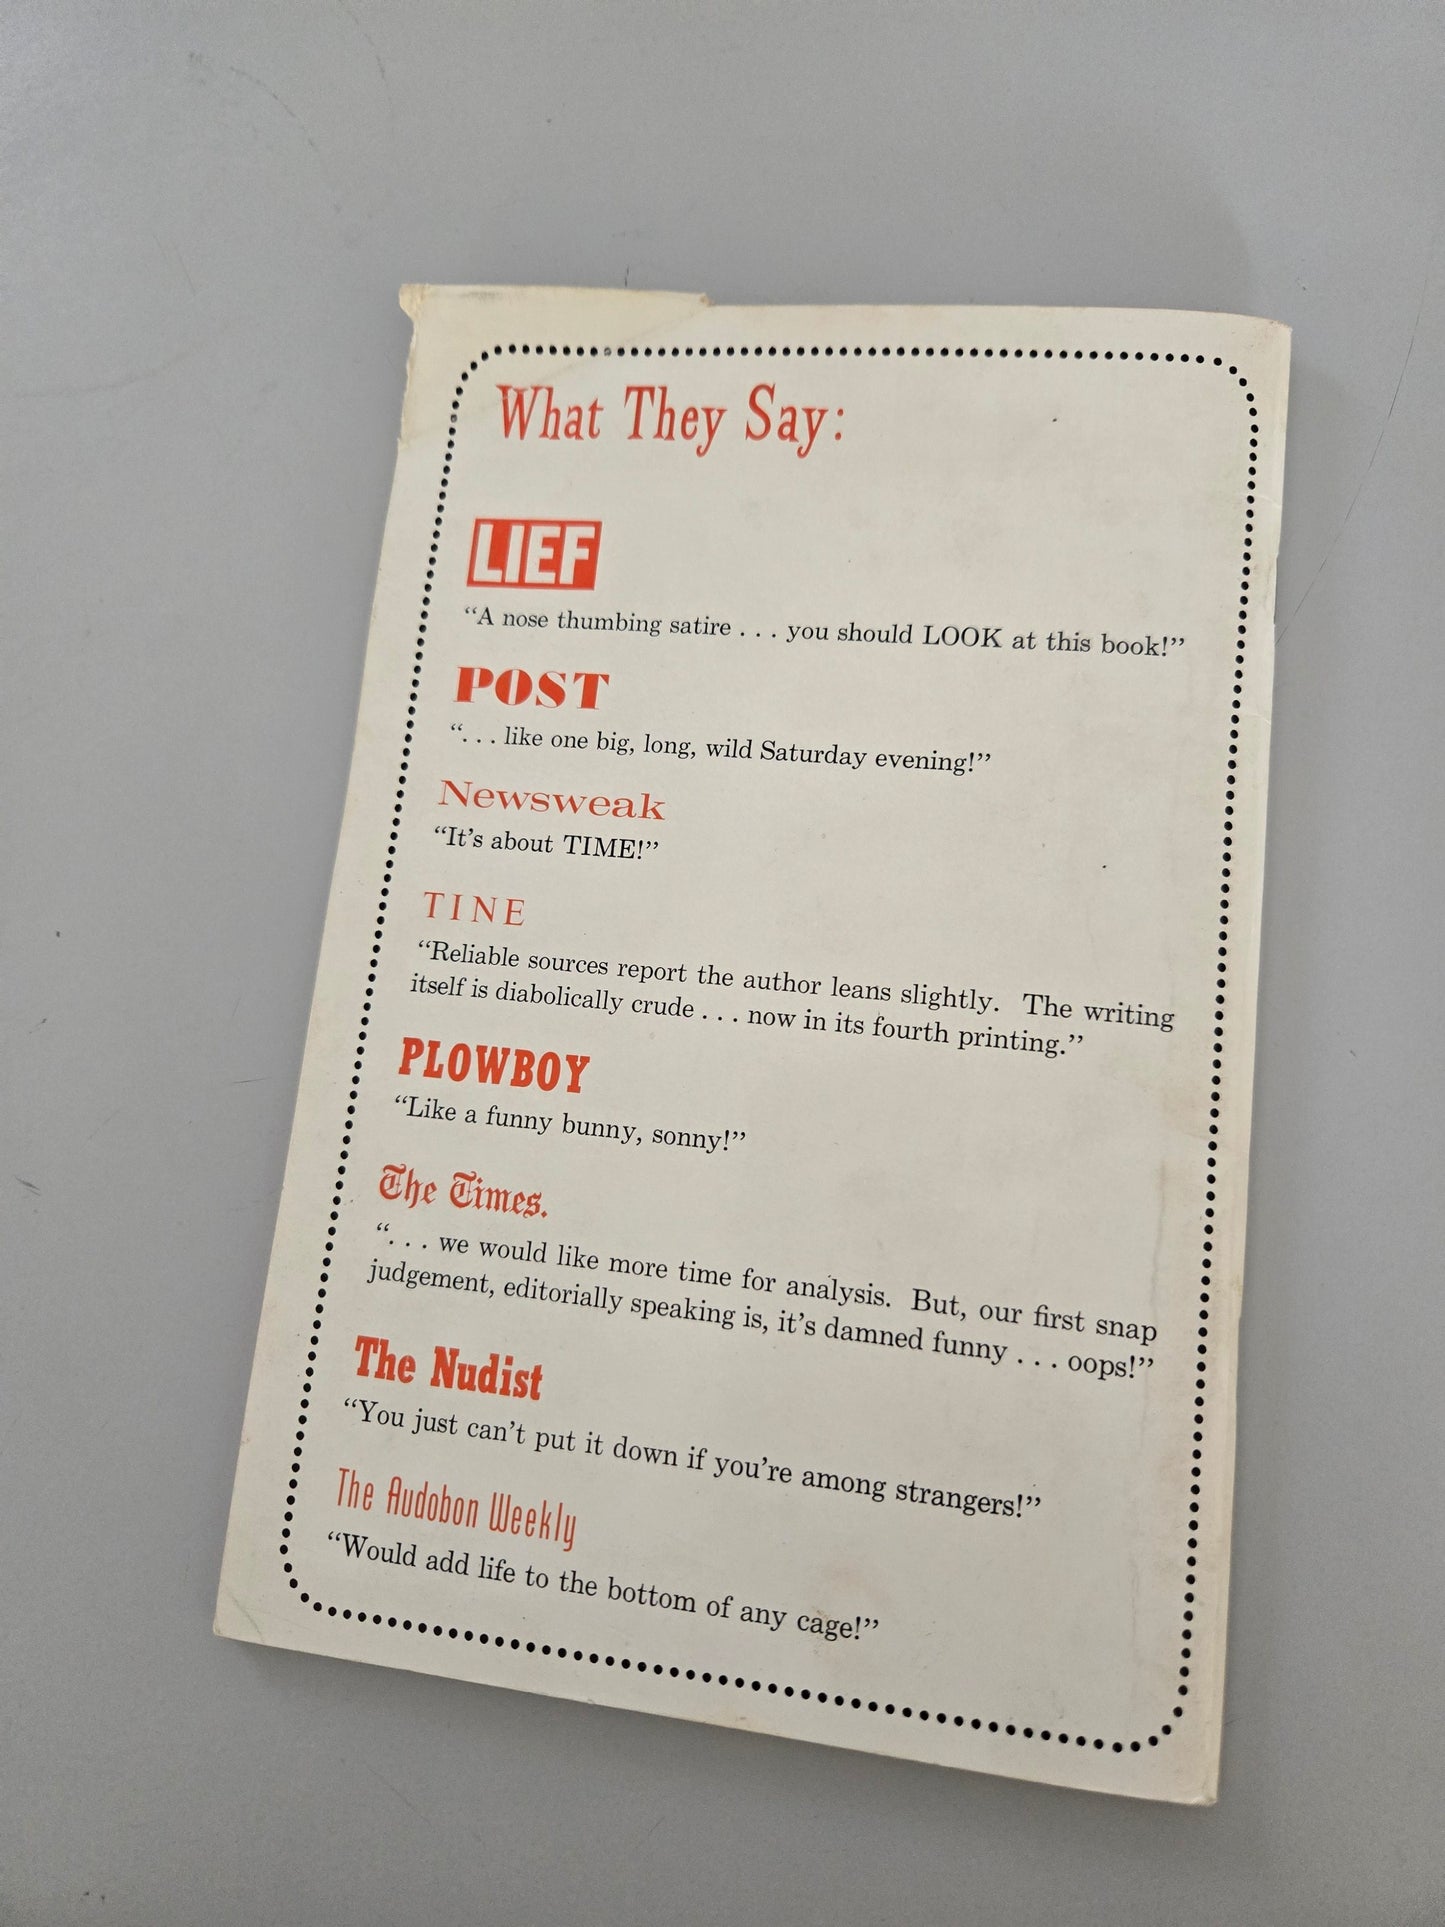 What They Say:
LIEF
“A nose thumbing satire . . . you should LOOK at this book!”
POST
“. . . like one big, long, wild Saturday evening!”
Newsweak
“It’s about TIME!”
TINE
“Reliable sources report the author leans slightly. The writing
itself is diabolically crude . . . now in its fourth printing.”
PLOWBOY
“Like a funny bunny, sonny!”
The Times.
“. . . we would like more time for analysis. But, our first snap
judgement, editorially speaking is, it’s damned funny . . . oops!”
The Nudist
“You just can’t put it down if you’re among strangers!”
The Audobon Weekly
“Would add life to the bottom of any cage!”